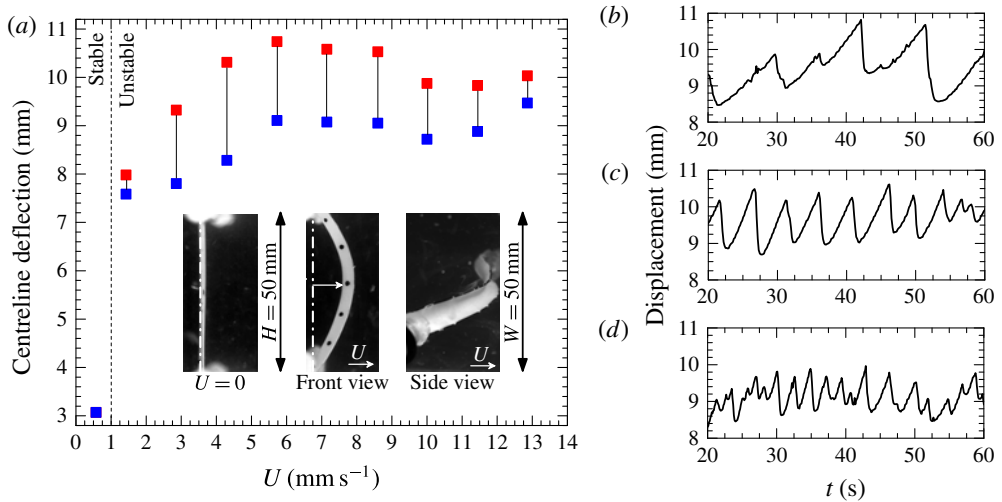 (a)
Stable
Unstable
Centreline deflection (mm)
11
10
9
8
7
6
5
4
3
0 1 2 3 4 5 6 7 8 9 10 11 12 13 14
U (mm s⁻¹)
U = 0
H = 50 mm
U
Front view
U
Side view
W = 50 mm
Displacement (mm)
(b)
11
10
9
8
20 30 40 50 60
(c)
11
10
9
8
20 30 40 50 60
(d)
11
10
9
8
20 30 40 50 60
t (s)